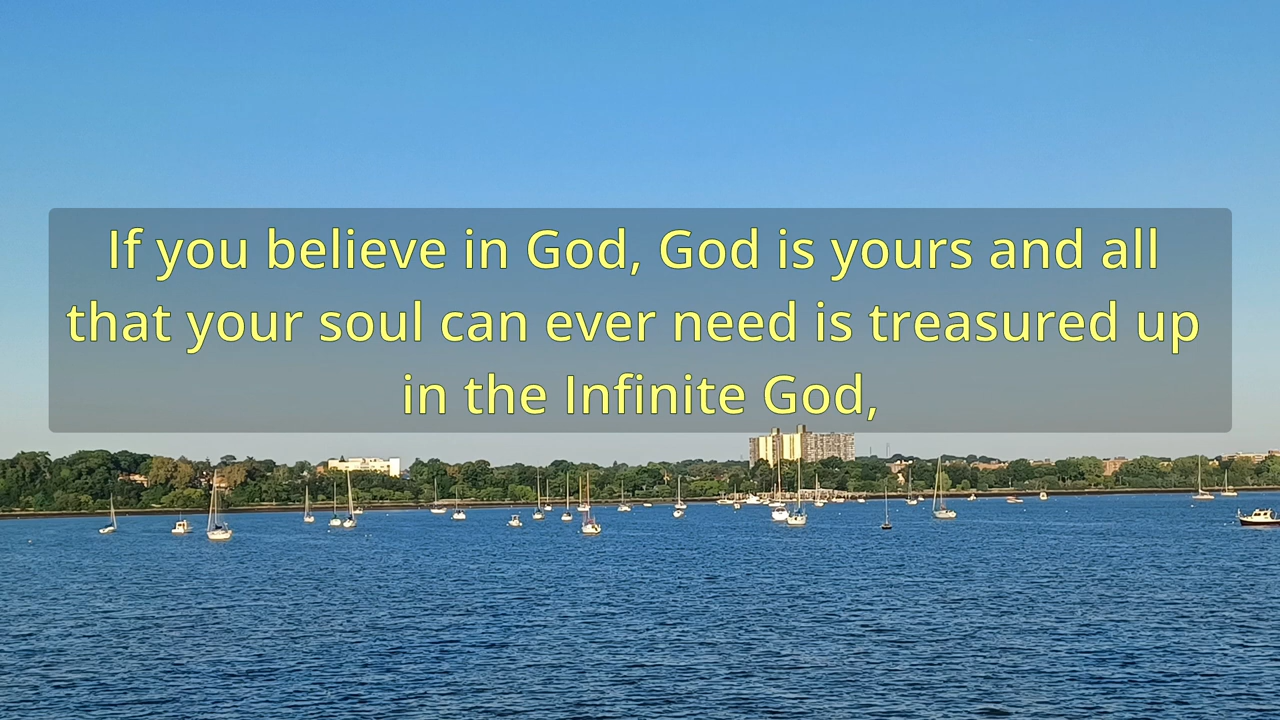 If you believe in God, God is yours and all
that your soul can ever need is treasured up
in the Infinite God,